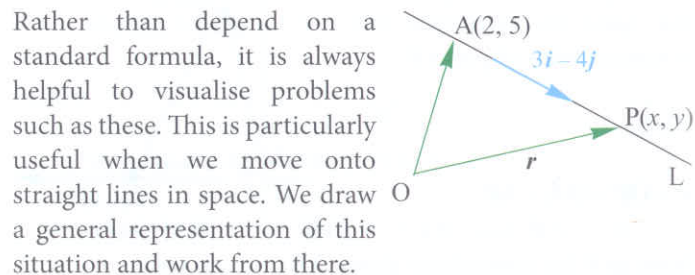 Rather than depend on a
standard formula, it is always
helpful to visualise problems
such as these. This is particularly
useful when we move onto
straight lines in space. We draw
a general representation of this
situation and work from there.
A(2, 5)
3i – 4j
P(x, y)
r
L
O